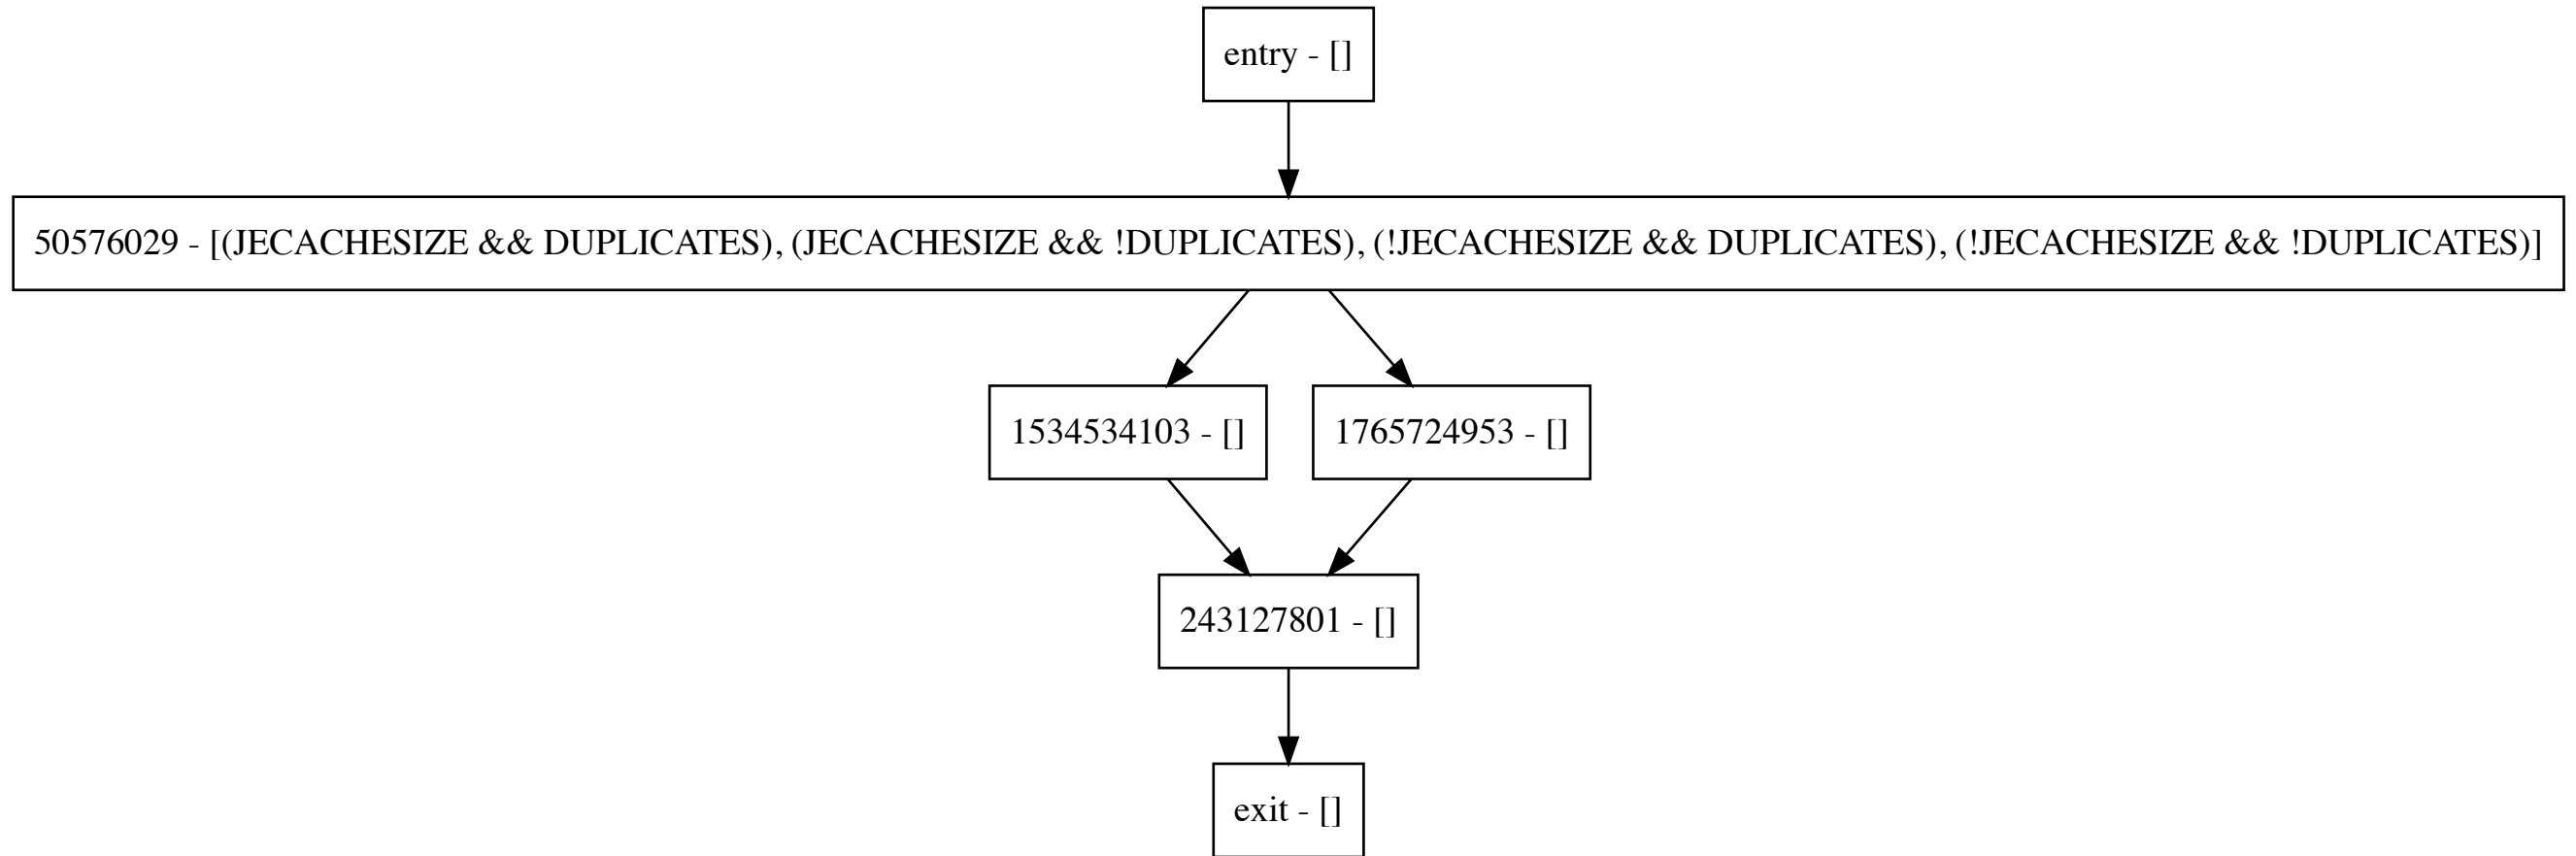 entry - []
50576029 - [(JECACHESIZE && DUPLICATES), (JECACHESIZE && !DUPLICATES), (!JECACHESIZE && DUPLICATES), (!JECACHESIZE && !DUPLICATES)]
1534534103 - []
1765724953 - []
243127801 - []
exit - []